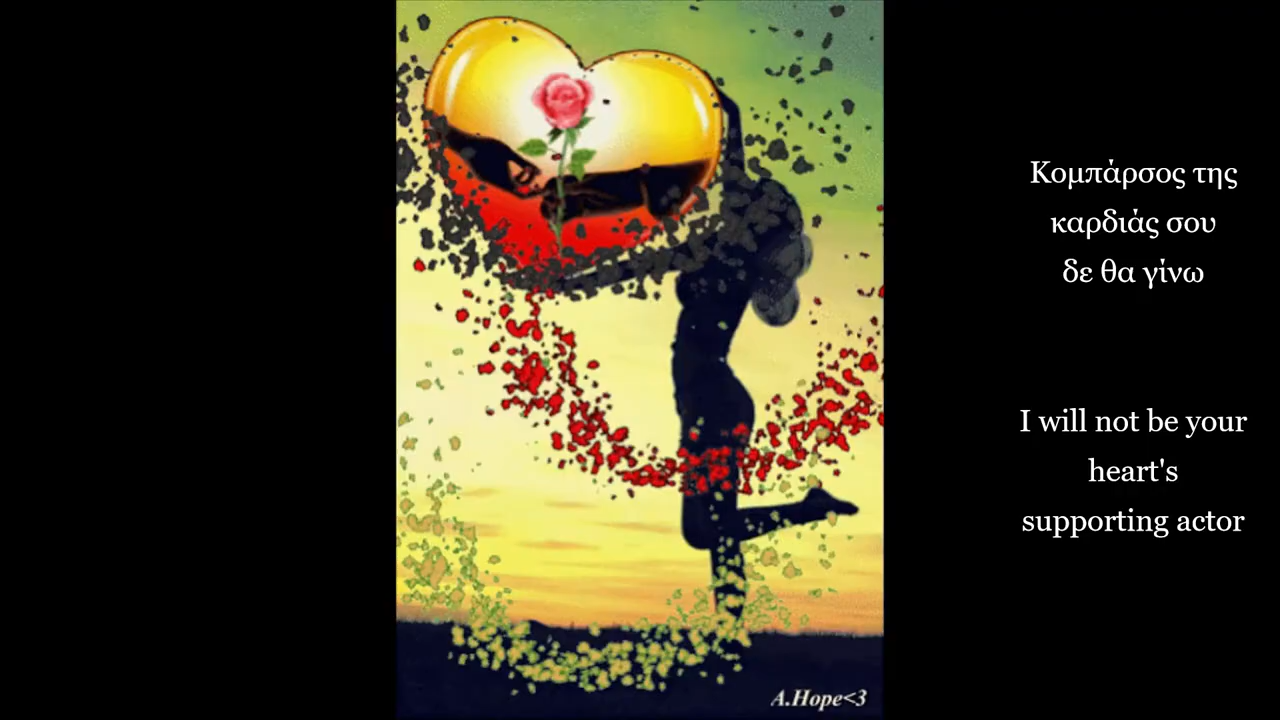 Κομπάρσος της
καρδιάς σου
δε θα γίνω
I will not be your
heart's
supporting actor
A.Hope<3